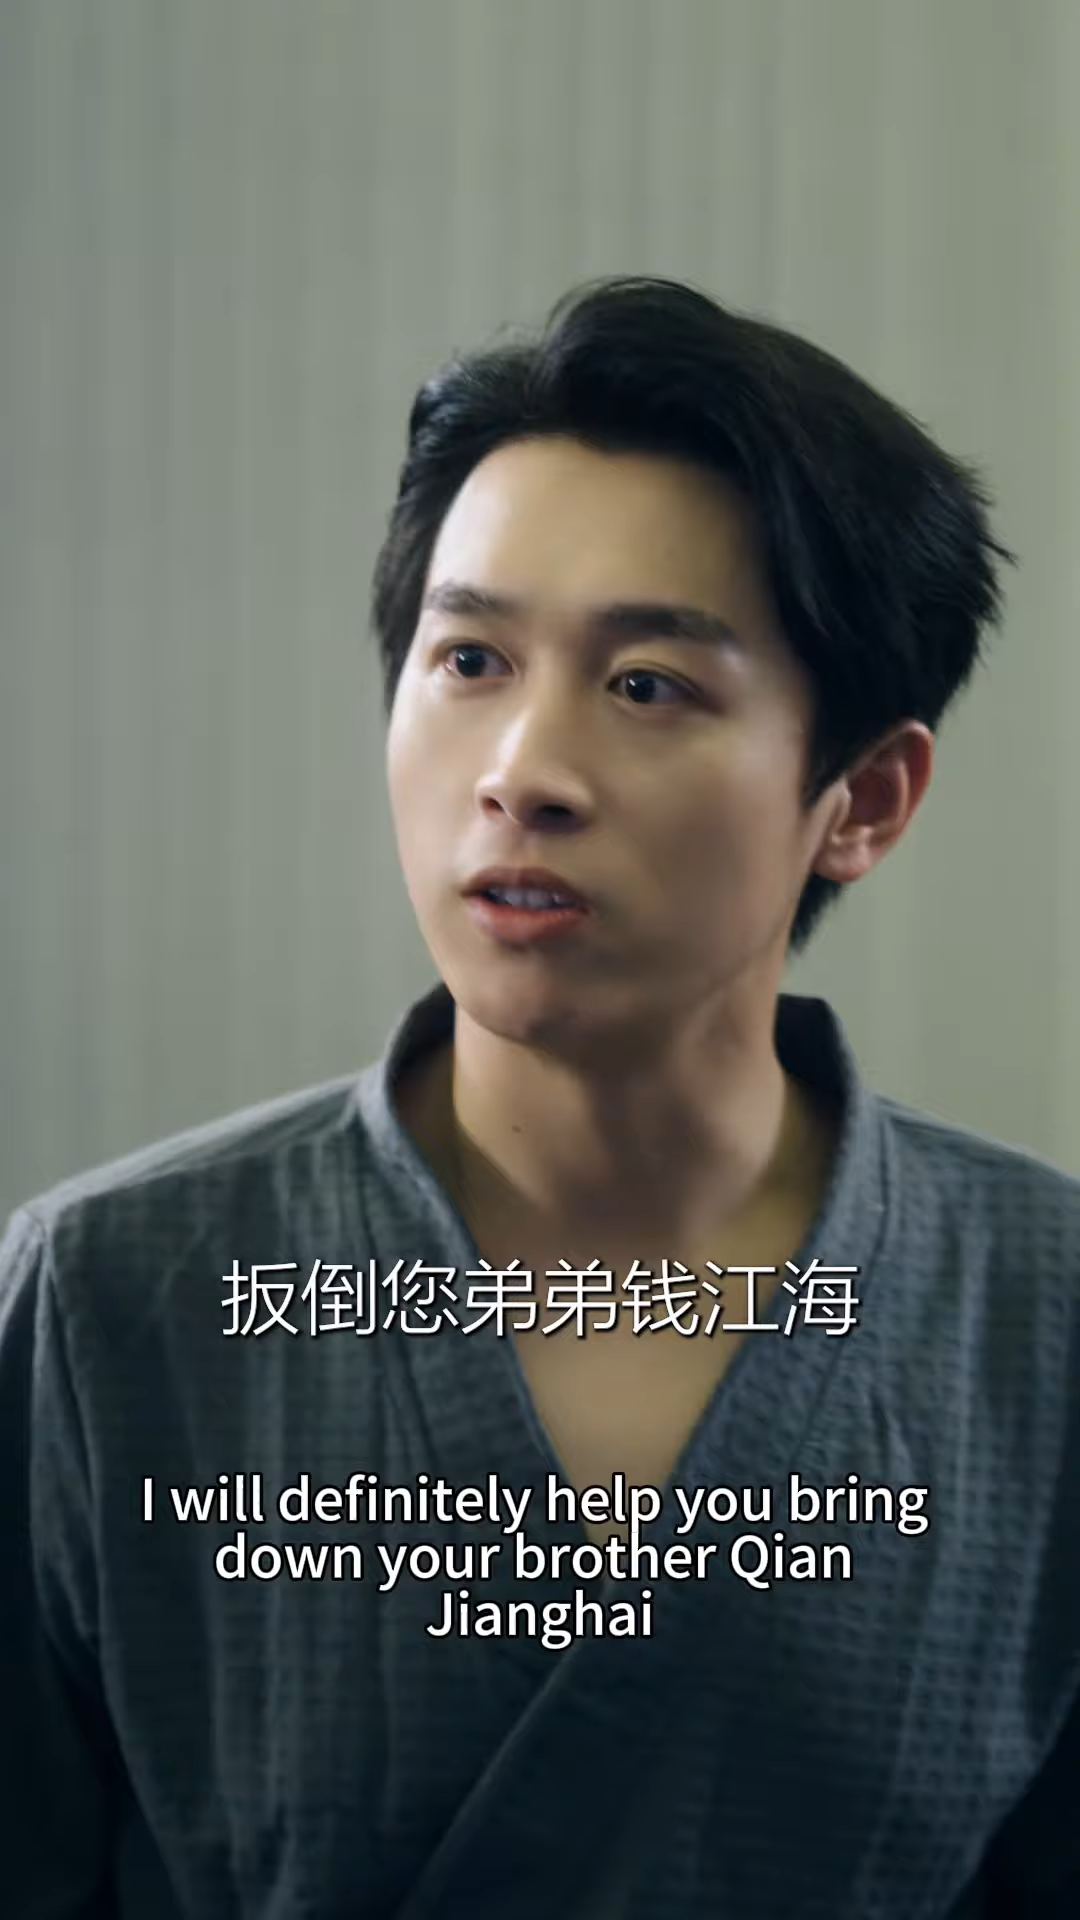 扳倒您弟弟钱江海
I will definitely help you bring
down your brother Qian
Jianghai